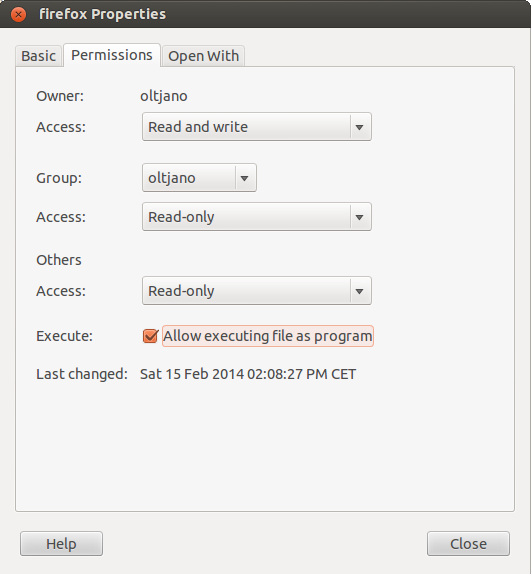 firefox Properties
Basic Permissions Open With
Owner: oltjano
Access: Read and write
Group: oltjano
Access: Read-only
Others
Access: Read-only
Execute: Allow executing file as program
Last changed: Sat 15 Feb 2014 02:08:27 PM CET
Help Close